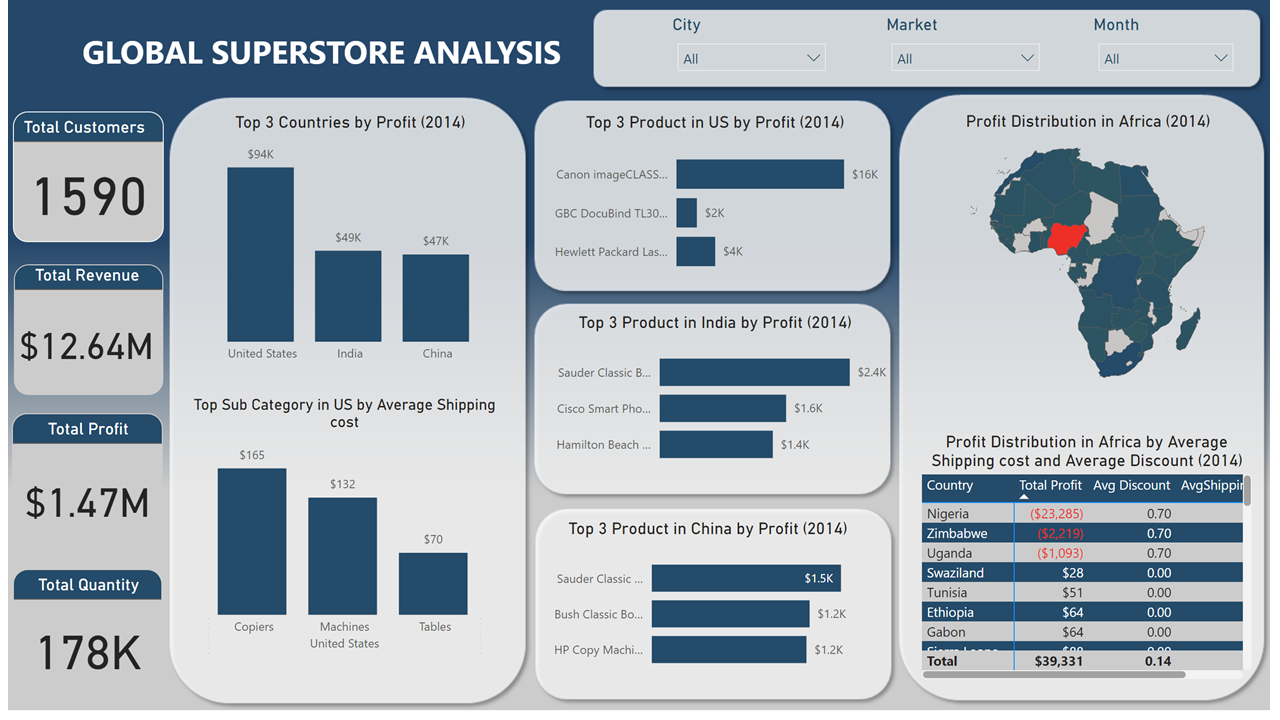 GLOBAL SUPERSTORE ANALYSIS
City
Market
Month
All
All
All
Total Customers
1590
Total Revenue
$12.64M
Total Profit
$1.47M
Total Quantity
178K
Top 3 Countries by Profit (2014)
$94K
$49K
$47K
United States
India
China
Top Sub Category in US by Average Shipping
cost
$165
$132
$70
Copiers
Machines
Tables
United States
Top 3 Product in US by Profit (2014)
Canon imageCLASS... $16K
GBC DocuBind TL30... $2K
Hewlett Packard Las... $4K
Top 3 Product in India by Profit (2014)
Sauder Classic B... $2.4K
Cisco Smart Pho... $1.6K
Hamilton Beach ... $1.4K
Top 3 Product in China by Profit (2014)
Sauder Classic ... $1.5K
Bush Classic Bo... $1.2K
HP Copy Machi... $1.2K
Profit Distribution in Africa (2014)
Profit Distribution in Africa by Average
Shipping cost and Average Discount (2014)
Country Total Profit Avg Discount AvgShippin
Nigeria ($23,285) 0.70
Zimbabwe ($2,219) 0.70
Uganda ($1,093) 0.70
Swaziland $28 0.00
Tunisia $51 0.00
Ethiopia $64 0.00
Gabon $64 0.00
Total $39,331 0.14